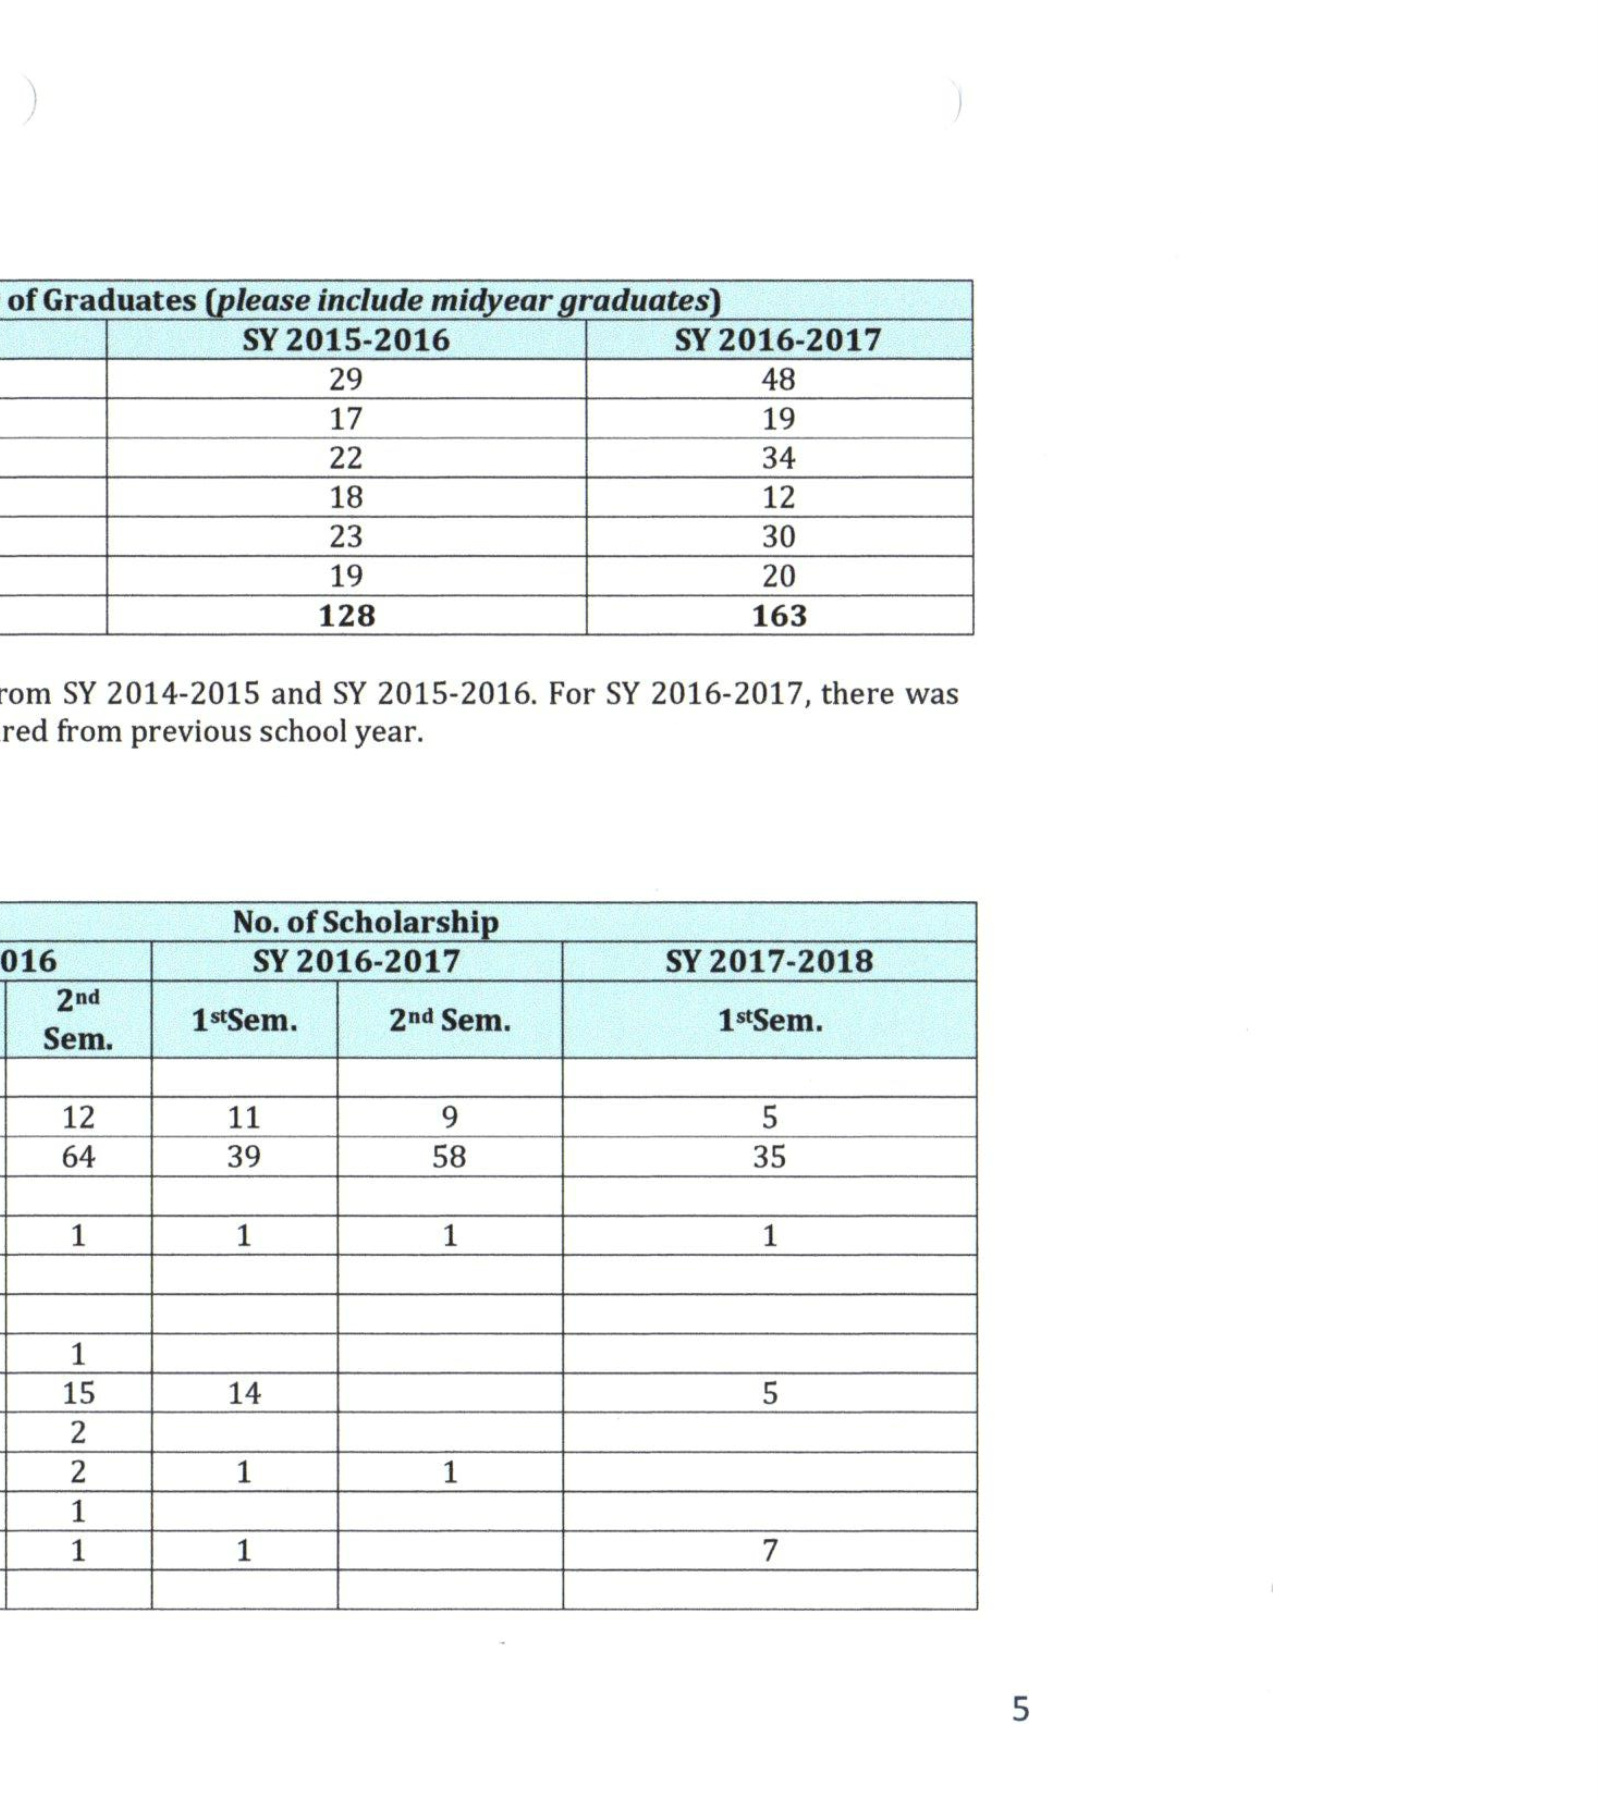 of Graduates (please include midyear graduates)
SY 2015-2016 SY 2016-2017
29 48
17 19
22 34
18 12
23 30
19 20
128 163
rom SY 2014-2015 and SY 2015-2016. For SY 2016-2017, there was
red from previous school year.
No. of Scholarship
016 SY 2016-2017 SY 2017-2018
2nd
Sem. 1stSem. 2nd Sem. 1stSem.
12 11 9 5
64 39 58 35
1 1 1 1
1
15 14 5
2
2 1 1
1
1 1 7
5